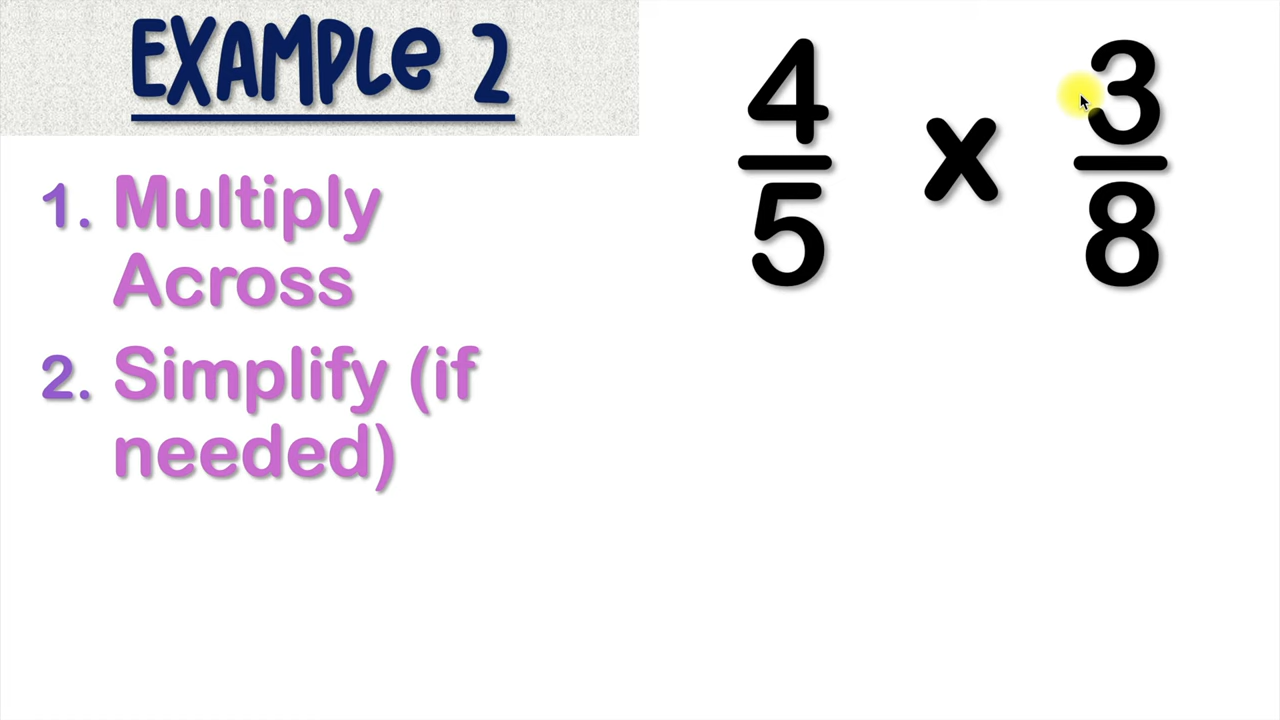 EXAMPLE 2
1. Multiply
Across
2. Simplify (if
needed)
4 3
x
5 8